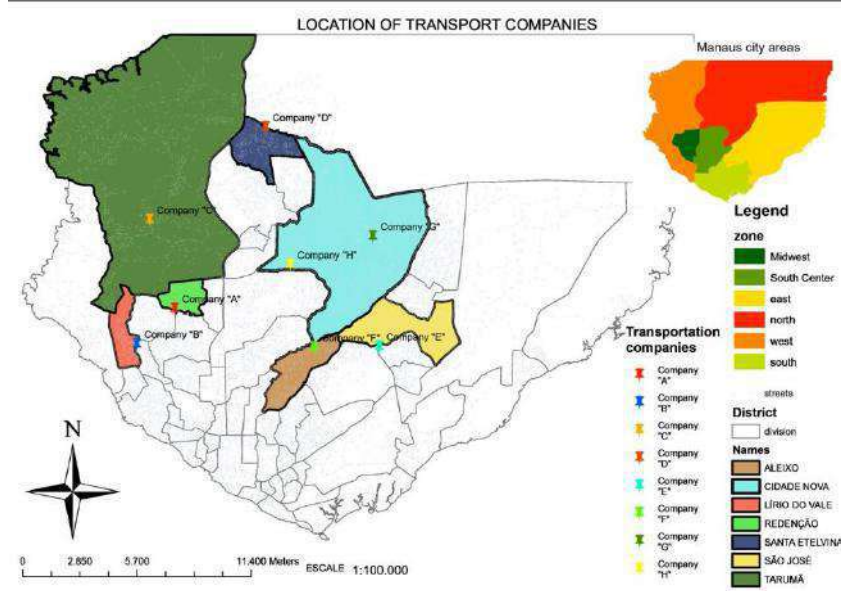 LOCATION OF TRANSPORT COMPANIES
Manaus city areas
Company "D"
Company "C"
Company "G"
Company "H"
Company "A"
Company "B"
Company "F"
Company "E"
Legend
zone
Midwest
South Center
east
north
west
south
streets
District
division
Names
ALEIXO
CIDADE NOVA
LÍRIO DO VALE
REDENÇÃO
SANTA ETELVINA
SÃO JOSÉ
TARUMÃ
Transportation
companies
Company
"A"
Company
"B"
Company
"C"
Company
"D"
Company
"E"
Company
"F"
Company
"G"
Company
"H"
N
0 2.850 5.700 11.400 Meters
ESCALE 1:100.000